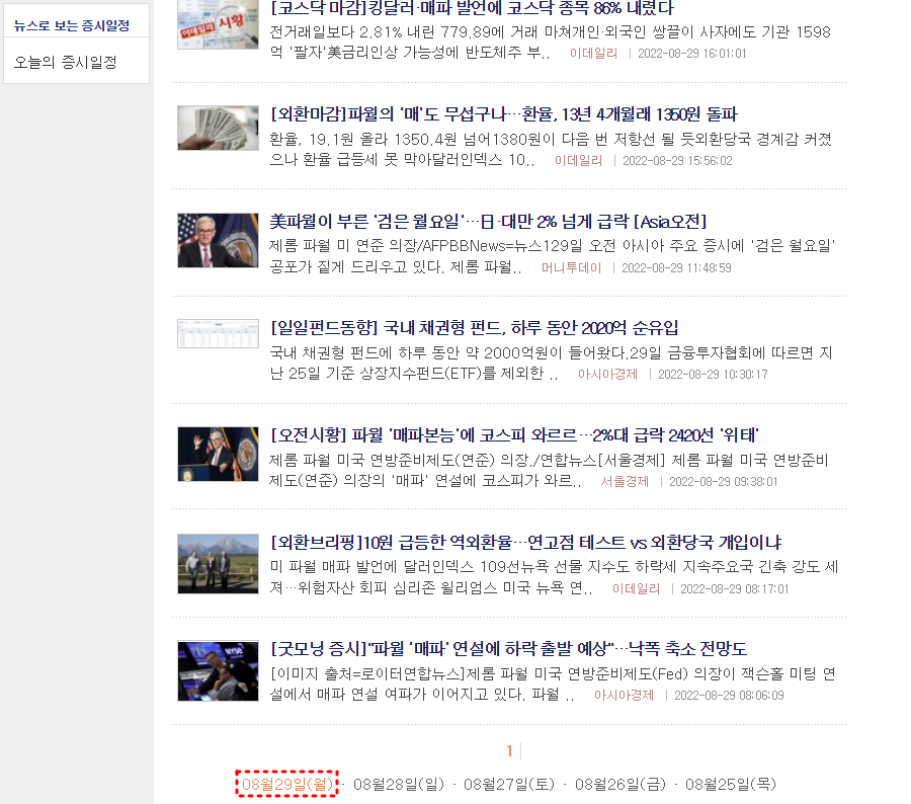 뉴스로 보는 증시일정
오늘의 증시일정
[코스닥 마감]킹달러·매파 발언에 코스닥 종목 86% 내렸다
전거래일보다 2.81% 내린 779.89에 거래 마쳐개인·외국인 쌍끌이 사자에도 기관 1598
억 '팔자'美금리인상 가능성에 반도체주 부.. 이데일리 | 2022-08-29 16:01:01
이데일리 시황
[외환마감]파월의 '매'도 무섭구나…환율, 13년 4개월래 1350원 돌파
환율, 19.1원 올라 1350.4원 넘어1380원이 다음 번 저항선 될 듯외환당국 경계감 커졌
으나 환율 급등세 못 막아달러인덱스 10.. 이데일리 | 2022-08-29 15:56:02
美파월이 부른 '검은 월요일'…日·대만 2% 넘게 급락 [Asia오전]
제롬 파월 미 연준 의장/AFPBBNews=뉴스129일 오전 아시아 주요 증시에 '검은 월요일'
공포가 짙게 드리우고 있다. 제롬 파월.. 머니투데이 | 2022-08-29 11:48:59
[일일펀드동향] 국내 채권형 펀드, 하루 동안 2020억 순유입
국내 채권형 펀드에 하루 동안 약 2000억원이 들어왔다.29일 금융투자협회에 따르면 지
난 25일 기준 상장지수펀드(ETF)를 제외한 .. 아시아경제 | 2022-08-29 10:30:17
[오전시황] 파월 '매파본능'에 코스피 와르르…2%대 급락 2420선 '위태'
제롬 파월 미국 연방준비제도(연준) 의장./연합뉴스[서울경제] 제롬 파월 미국 연방준비
제도(연준) 의장의 '매파' 연설에 코스피가 와르.. 서울경제 | 2022-08-29 09:38:01
[외환브리핑]10원 급등한 역외환율…연고점 테스트 vs 외환당국 개입이냐
미 파월 매파 발언에 달러인덱스 109선뉴욕 선물 지수도 하락세 지속주요국 긴축 강도 세
져…위험자산 회피 심리존 윌리엄스 미국 뉴욕 연.. 이데일리 | 2022-08-29 08:17:01
[굿모닝 증시]"파월 '매파' 연설에 하락 출발 예상"…낙폭 축소 전망도
[이미지 출처=로이터연합뉴스]제롬 파월 미국 연방준비제도(Fed) 의장이 잭슨홀 미팅 연
설에서 매파 연설 여파가 이어지고 있다. 파월 .. 아시아경제 | 2022-08-29 08:06:09
NYSE
1
08월29일(월) · 08월28일(일) · 08월27일(토) · 08월26일(금) · 08월25일(목)